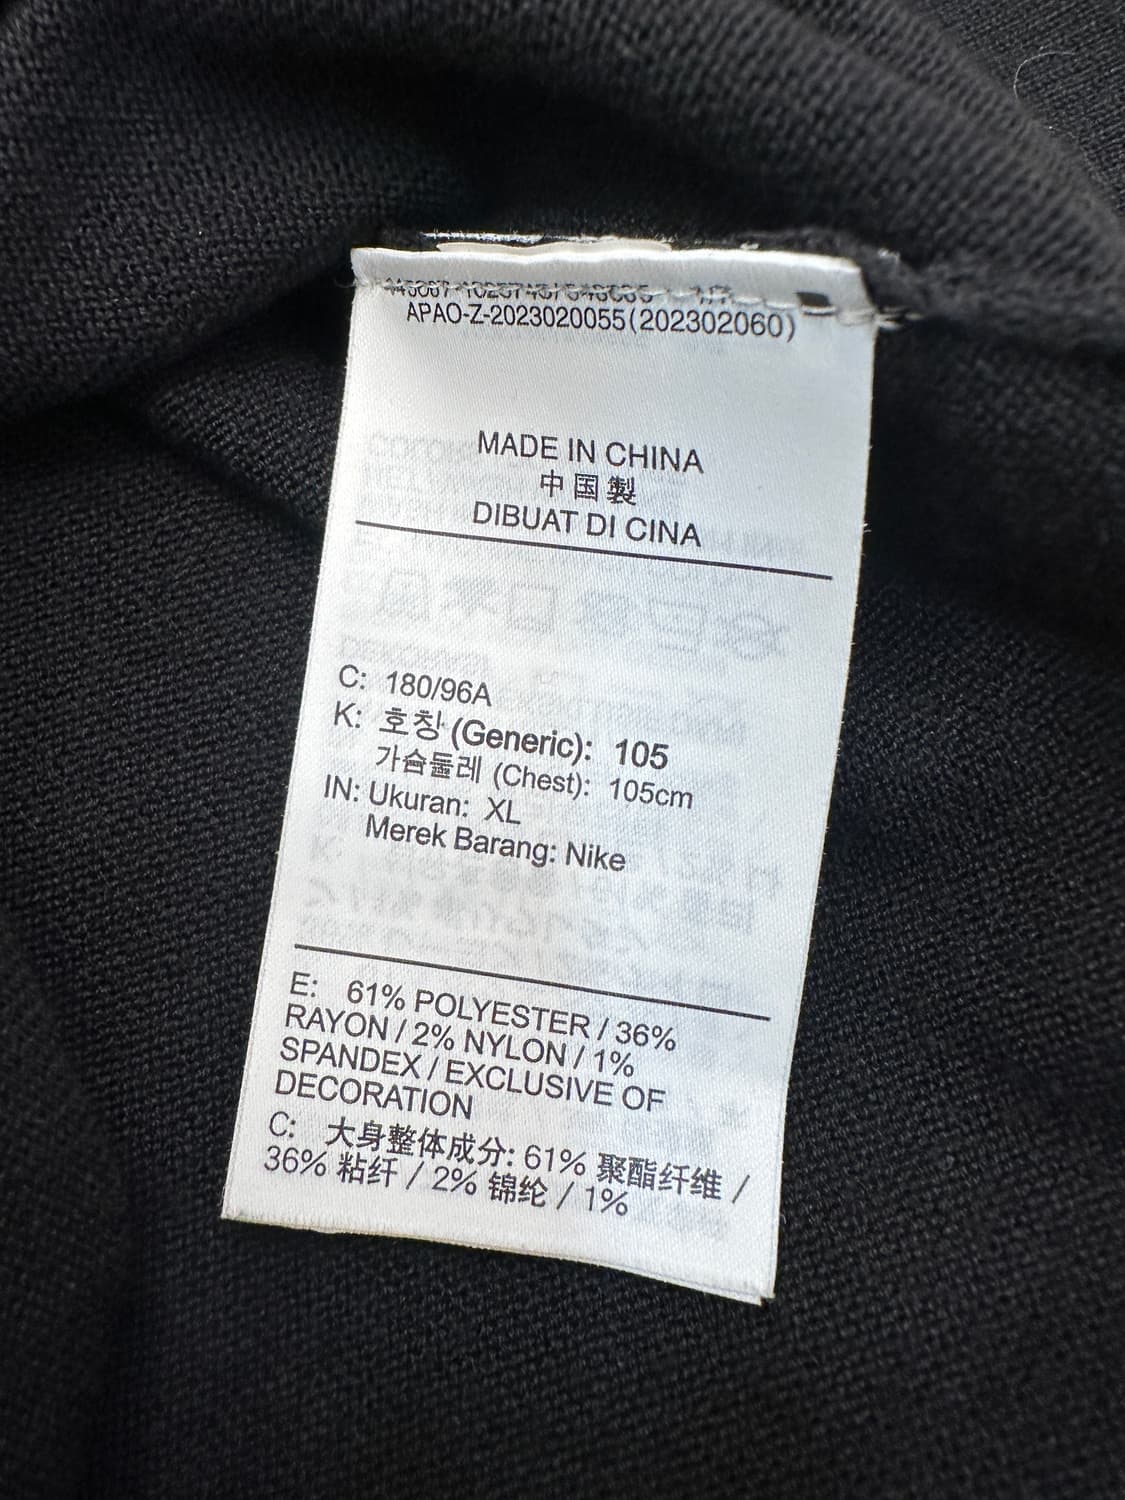 APAO-Z-2023020055(202302060)
MADE IN CHINA
中国製
DIBUAT DI CINA
C: 180/96A
K: 호칭 (Generic): 105
가슴둘레 (Chest): 105cm
IN: Ukuran: XL
Merek Barang: Nike
E: 61% POLYESTER / 36%
RAYON / 2% NYLON / 1%
SPANDEX / EXCLUSIVE OF
DECORATION
C: 大身整体成分: 61% 聚酯纤维 /
36% 粘纤 / 2% 锦纶 / 1%